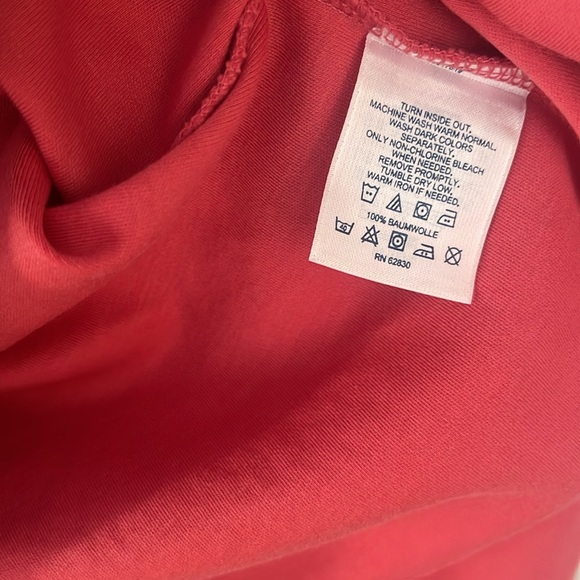 TURN INSIDE OUT.
MACHINE WASH WARM NORMAL.
WASH DARK COLORS
SEPARATELY.
ONLY NON-CHLORINE BLEACH
WHEN NEEDED.
REMOVE PROMPTLY.
TUMBLE DRY LOW.
WARM IRON IF NEEDED.
100% BAUMWOLLE
40
RN 62830